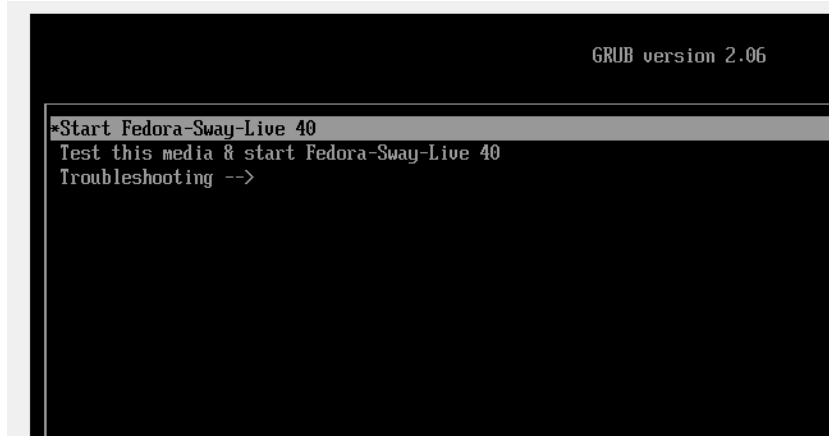 GRUB version 2.06
*Start Fedora-Sway-Live 40
Test this media & start Fedora-Sway-Live 40
Troubleshooting -->